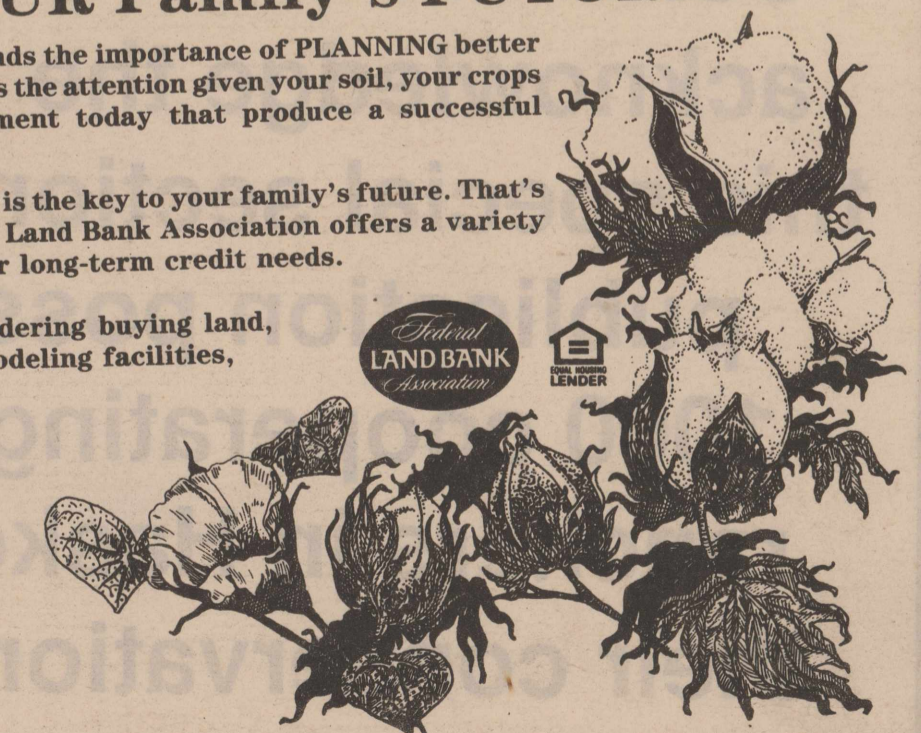 Family's
nds the importance of PLANNING better
s the attention given your soil, your crops
ment today that produce a successful
is the key to your family's future. That's
Land Bank Association offers a variety
r long-term credit needs.
dering buying land,
odeling facilities,
Federal
LAND BANK
Association
EQUAL HOUSING
LENDER